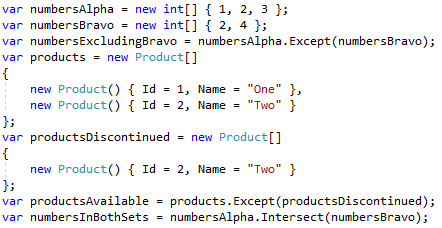 var numbersAlpha = new int[] { 1, 2, 3 };
var numbersBravo = new int[] { 2, 4 };
var numbersExcludingBravo = numbersAlpha.Except(numbersBravo);
var products = new Product[]
{
    new Product() { Id = 1, Name = "One" },
    new Product() { Id = 2, Name = "Two" }
};
var productsDiscontinued = new Product[]
{
    new Product() { Id = 2, Name = "Two" }
};
var productsAvailable = products.Except(productsDiscontinued);
var numbersInBothSets = numbersAlpha.Intersect(numbersBravo);